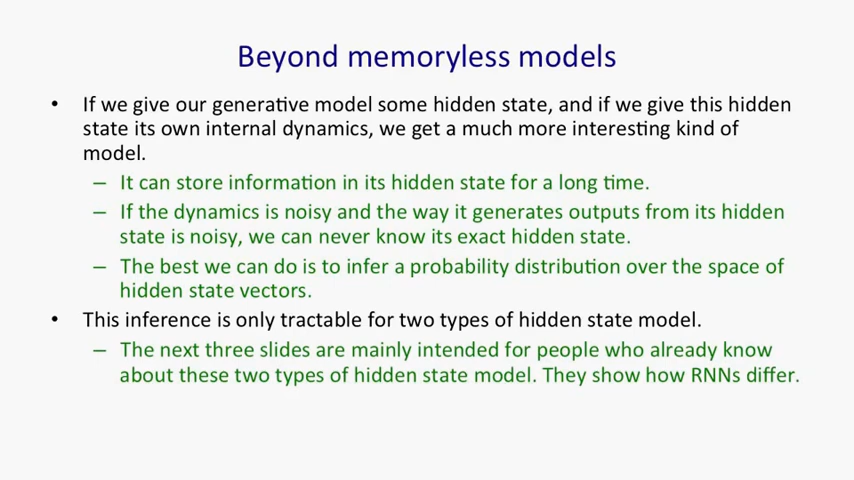 Beyond memoryless models
• If we give our generative model some hidden state, and if we give this hidden
state its own internal dynamics, we get a much more interesting kind of
model.
– It can store information in its hidden state for a long time.
– If the dynamics is noisy and the way it generates outputs from its hidden
state is noisy, we can never know its exact hidden state.
– The best we can do is to infer a probability distribution over the space of
hidden state vectors.
• This inference is only tractable for two types of hidden state model.
– The next three slides are mainly intended for people who already know
about these two types of hidden state model. They show how RNNs differ.